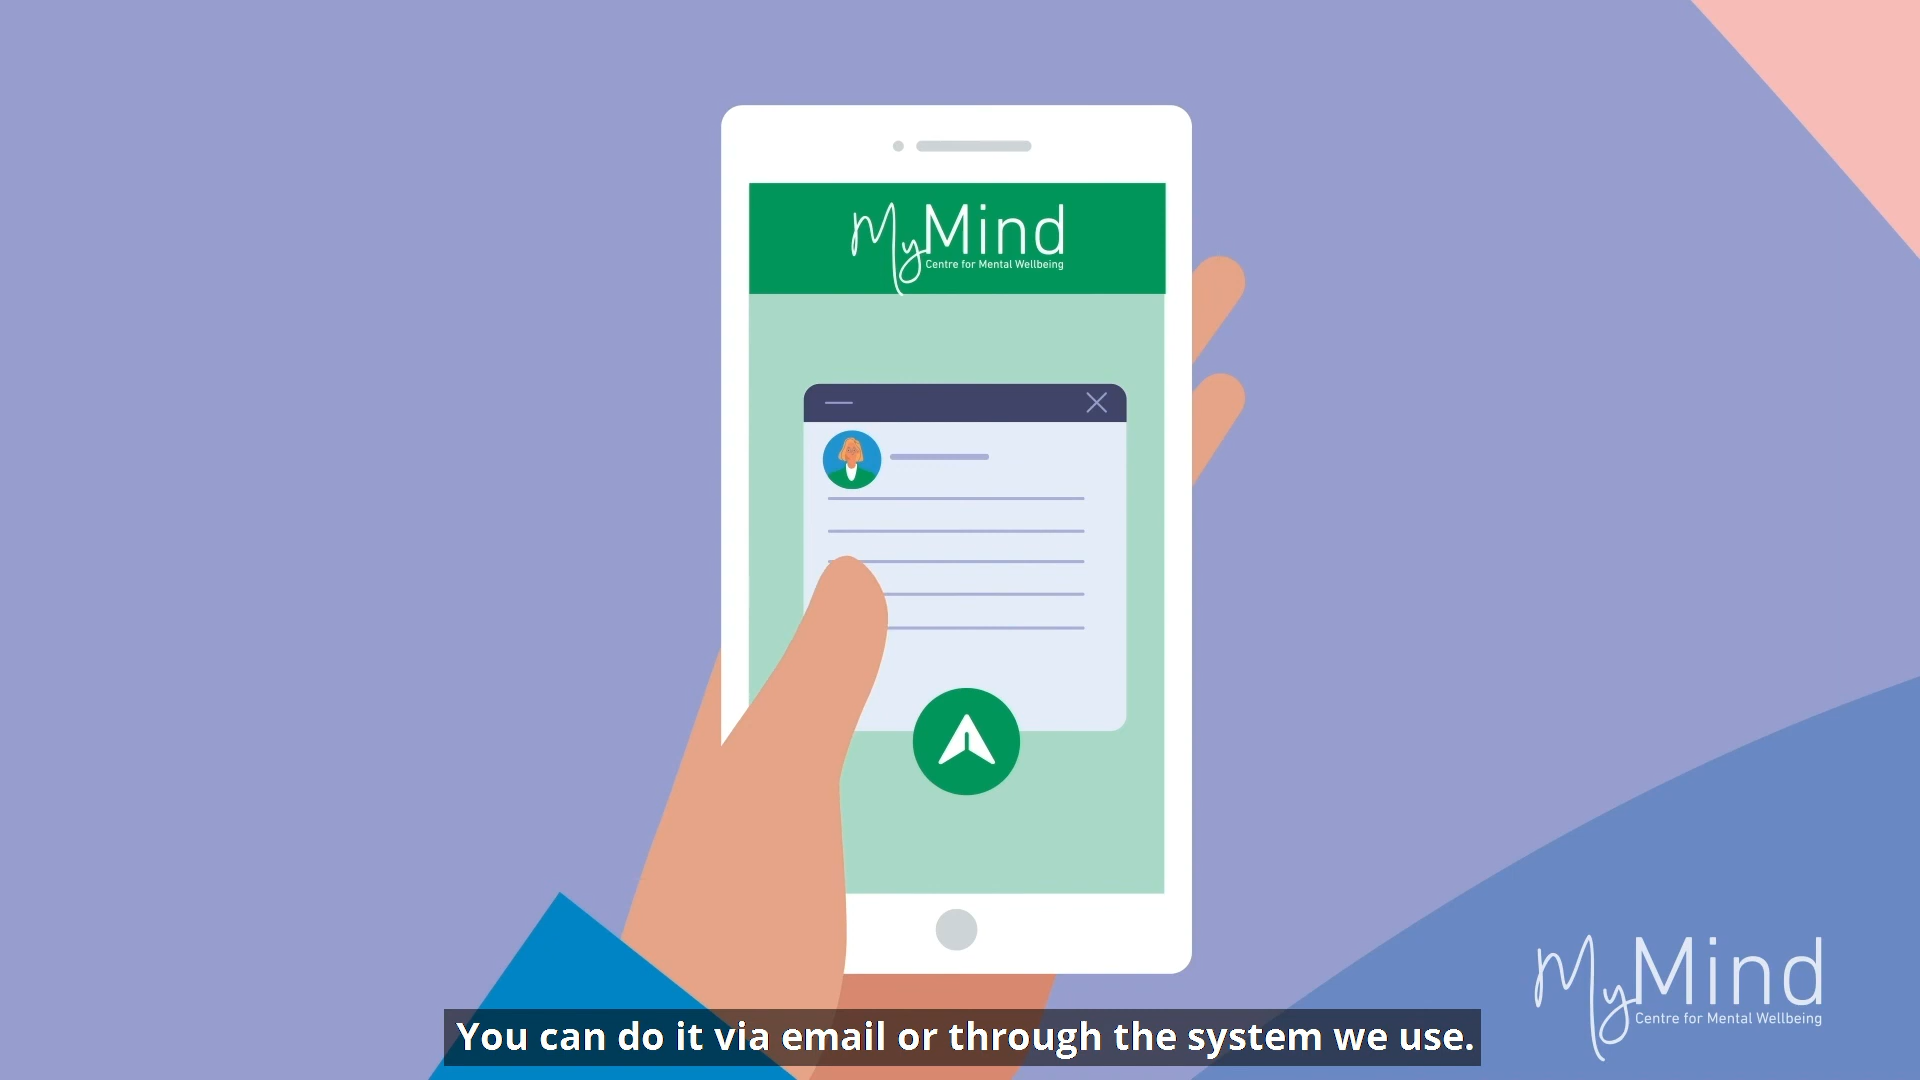 MyMind
Centre for Mental Wellbeing
MyMind
Centre for Mental Wellbeing
You can do it via email or through the system we use.